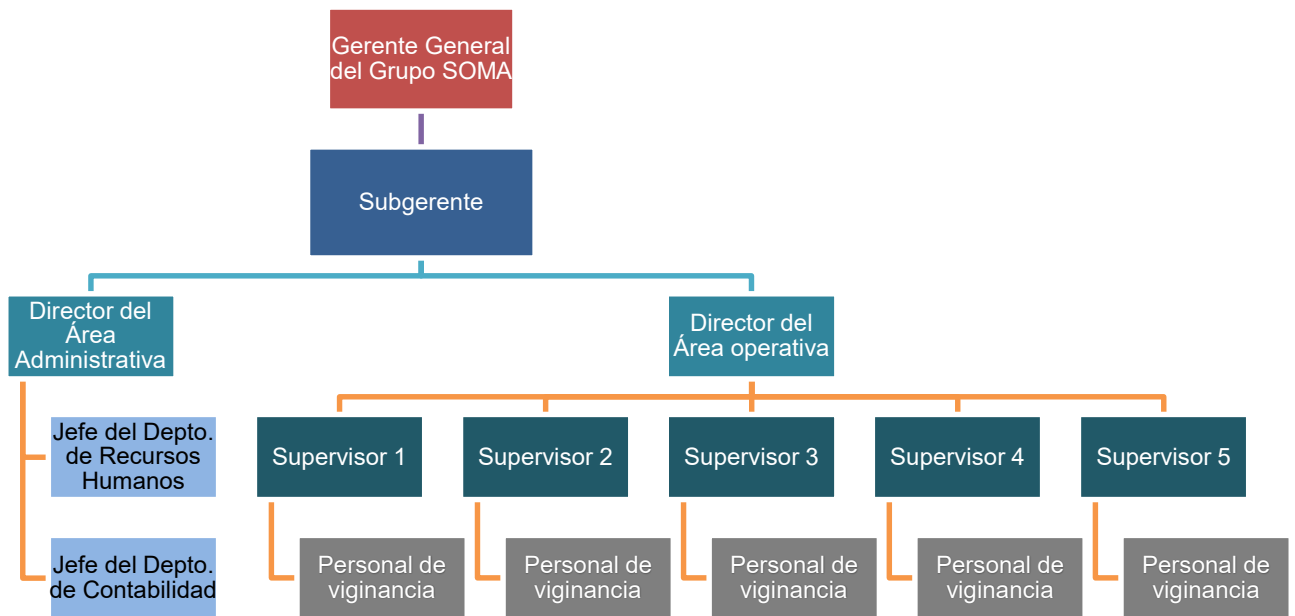 Gerente General
del Grupo SOMA
Subgerente
Director del
Área
Administrativa
Director del
Área operativa
Jefe del Depto.
de Recursos
Humanos
Supervisor 1
Supervisor 2
Supervisor 3
Supervisor 4
Supervisor 5
Jefe del Depto.
de Contabilidad
Personal de
viginancia
Personal de
viginancia
Personal de
viginancia
Personal de
viginancia
Personal de
viginancia